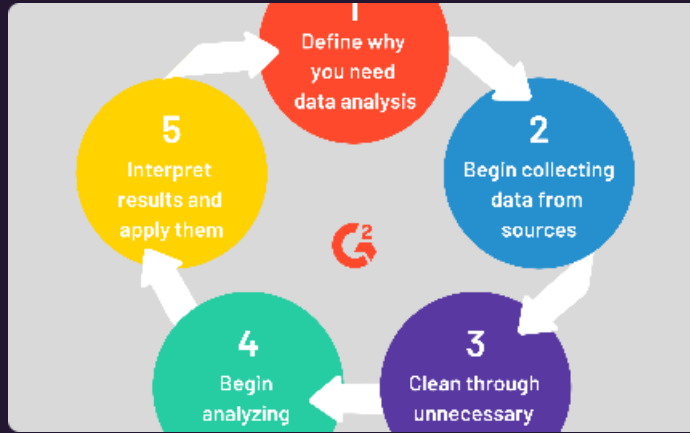 1
Define why
you need
data analysis
2
Begin collecting
data from
sources
3
Clean through
unnecessary
4
Begin
analyzing
5
Interpret
results and
apply them
G2